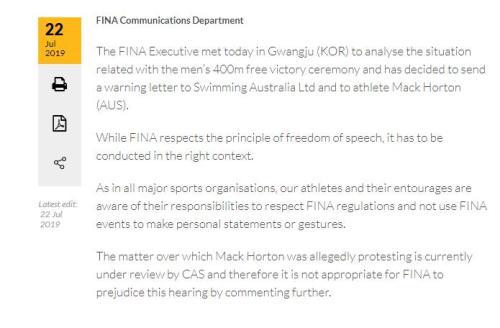 22
Jul
2019
Latest edit:
22 Jul
2019
FINA Communications Department
The FINA Executive met today in Gwangju (KOR) to analyse the situation
related with the men's 400m free victory ceremony and has decided to send
a warning letter to Swimming Australia Ltd and to athlete Mack Horton
(AUS).
While FINA respects the principle of freedom of speech, it has to be
conducted in the right context.
As in all major sports organisations, our athletes and their entourages are
aware of their responsibilities to respect FINA regulations and not use FINA
events to make personal statements or gestures.
The matter over which Mack Horton was allegedly protesting is currently
under review by CAS and therefore it is not appropriate for FINA to
prejudice this hearing by commenting further.